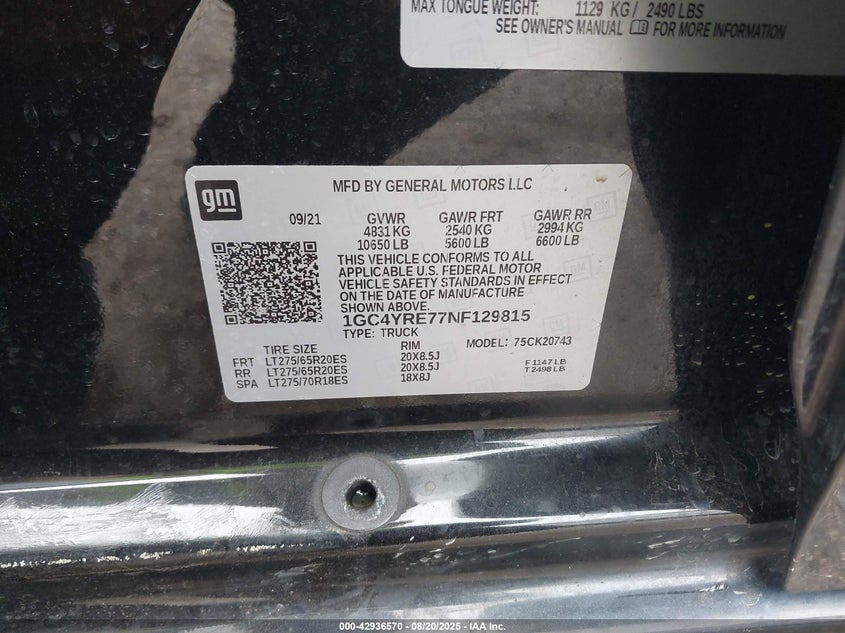 MAX TONGUE WEIGHT: 1129 KG/ 2490 LBS
SEE OWNER'S MANUAL FOR MORE INFORMATION
gm
MFD BY GENERAL MOTORS LLC
09/21 GVWR GAWR FRT GAWR RR
4831 KG 2540 KG 2994 KG
10650 LB 5600 LB 6600 LB
THIS VEHICLE CONFORMS TO ALL
APPLICABLE U.S. FEDERAL MOTOR
VEHICLE SAFETY STANDARDS IN EFFECT
ON THE DATE OF MANUFACTURE
SHOWN ABOVE.
1GC4YRE77NF129815
TYPE: TRUCK MODEL: 75CK20743
TIRE SIZE RIM
FRT LT275/65R20ES 20X8.5J F 1147 LB
RR LT275/65R20ES 20X8.5J T 2498 LB
SPA LT275/70R18ES 18X8J
000-42936570 — 08/20/2025 — IAA Inc.